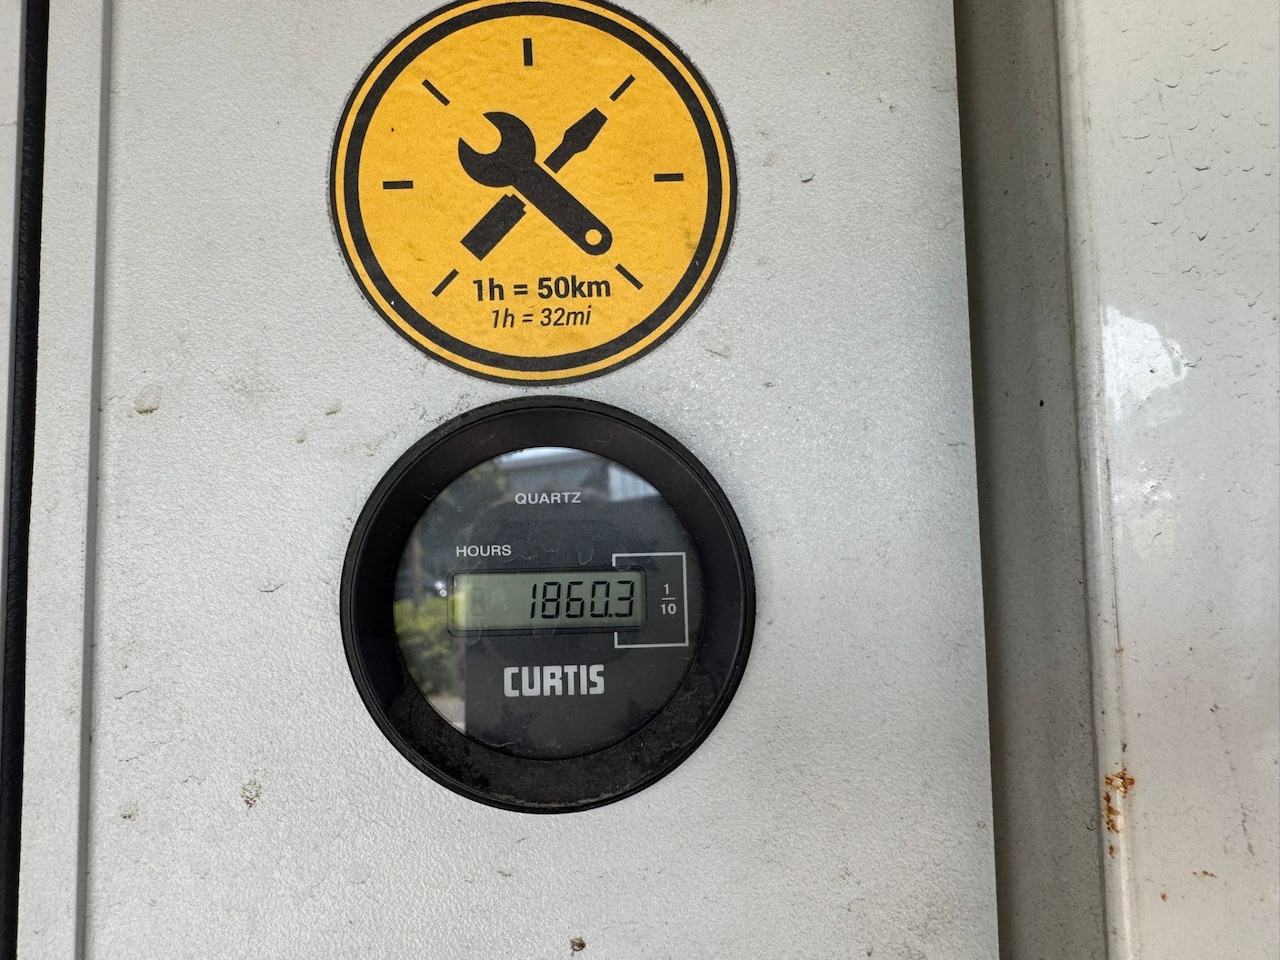 1h = 50km
1h = 32mi
QUARTZ
HOURS
1860.3
1
10
CURTIS